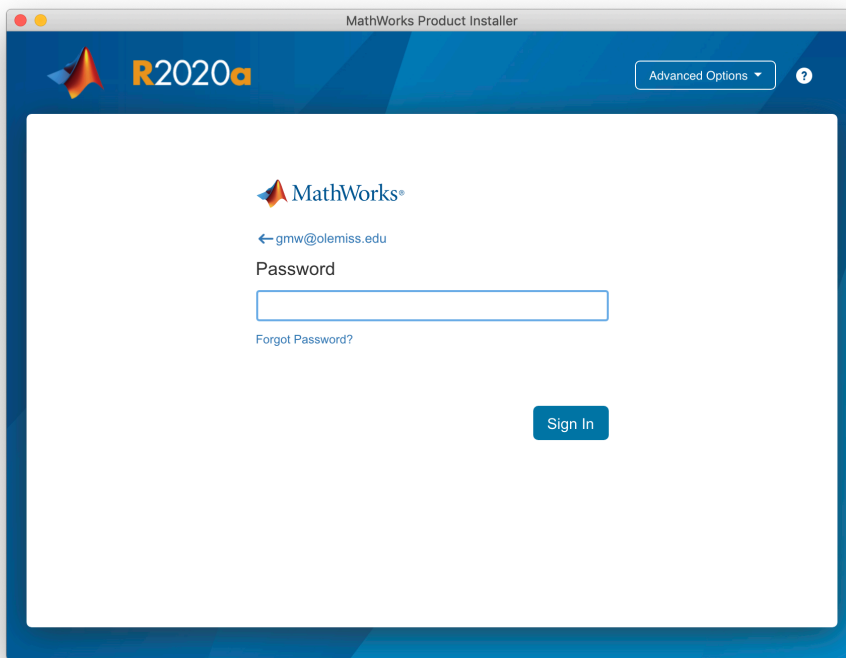 MathWorks Product Installer
R2020a
Advanced Options
?
MathWorks®
gmw@olemiss.edu
Password
Forgot Password?
Sign In